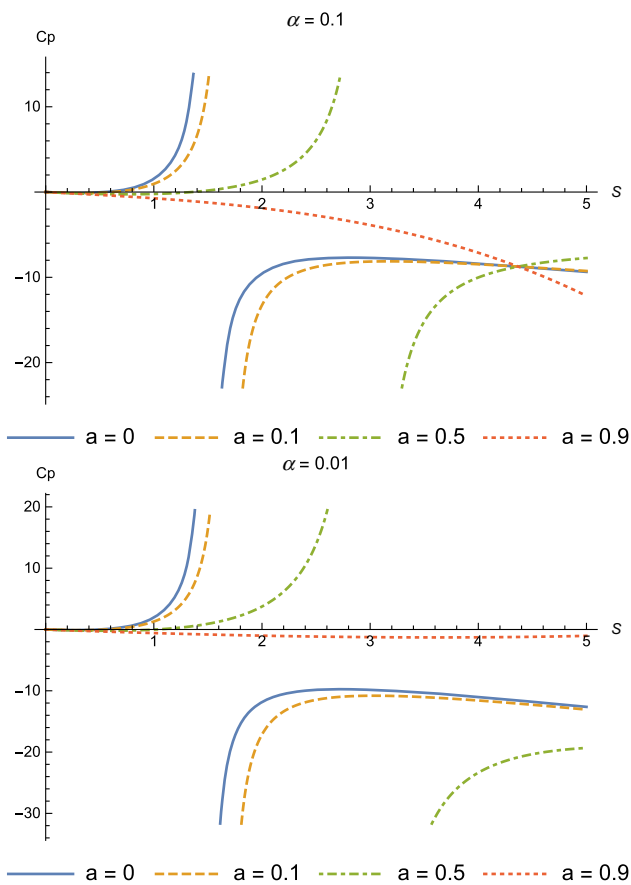 α = 0.1
Cp
10
1 2 3 4 5 S
-10
-20
a = 0 a = 0.1 a = 0.5 a = 0.9
α = 0.01
Cp
20
10
1 2 3 4 5 S
-10
-20
-30
a = 0 a = 0.1 a = 0.5 a = 0.9